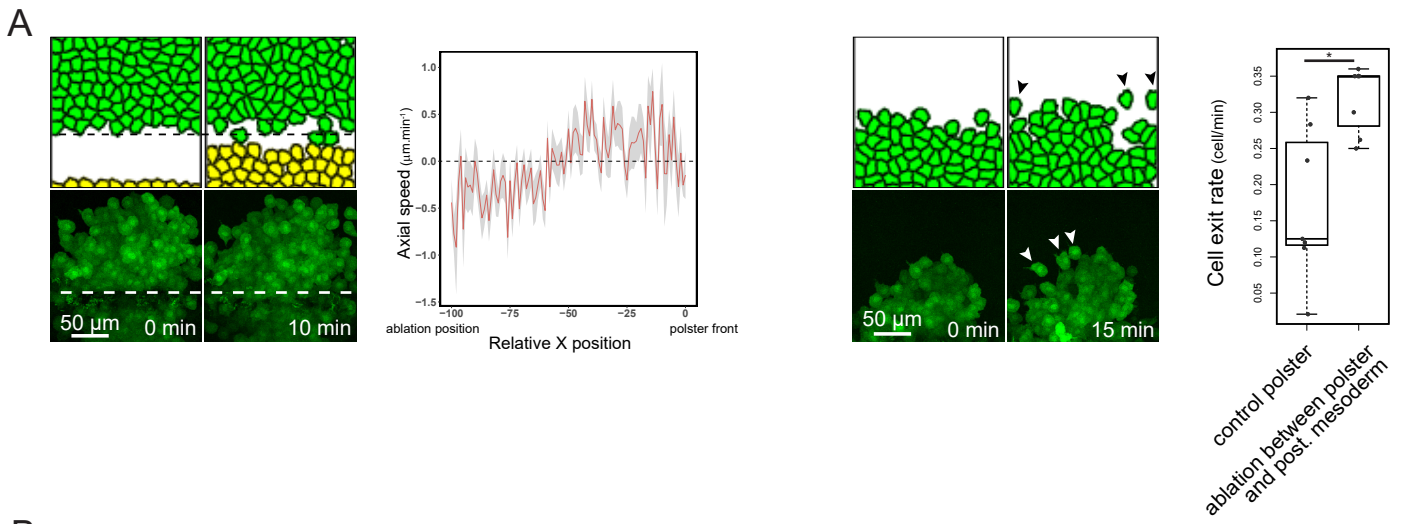 A
50 µm
0 min
10 min
Axial speed (µm.min⁻¹)
1.0
0.5
0.0
−0.5
−1.0
−1.5
−100
−75
−50
−25
0
ablation position
polster front
Relative X position
50 µm
0 min
15 min
Cell exit rate (cell/min)
0.35
0.30
0.25
0.20
0.15
0.10
0.05
*
control polster
ablation between polster
and post. mesoderm